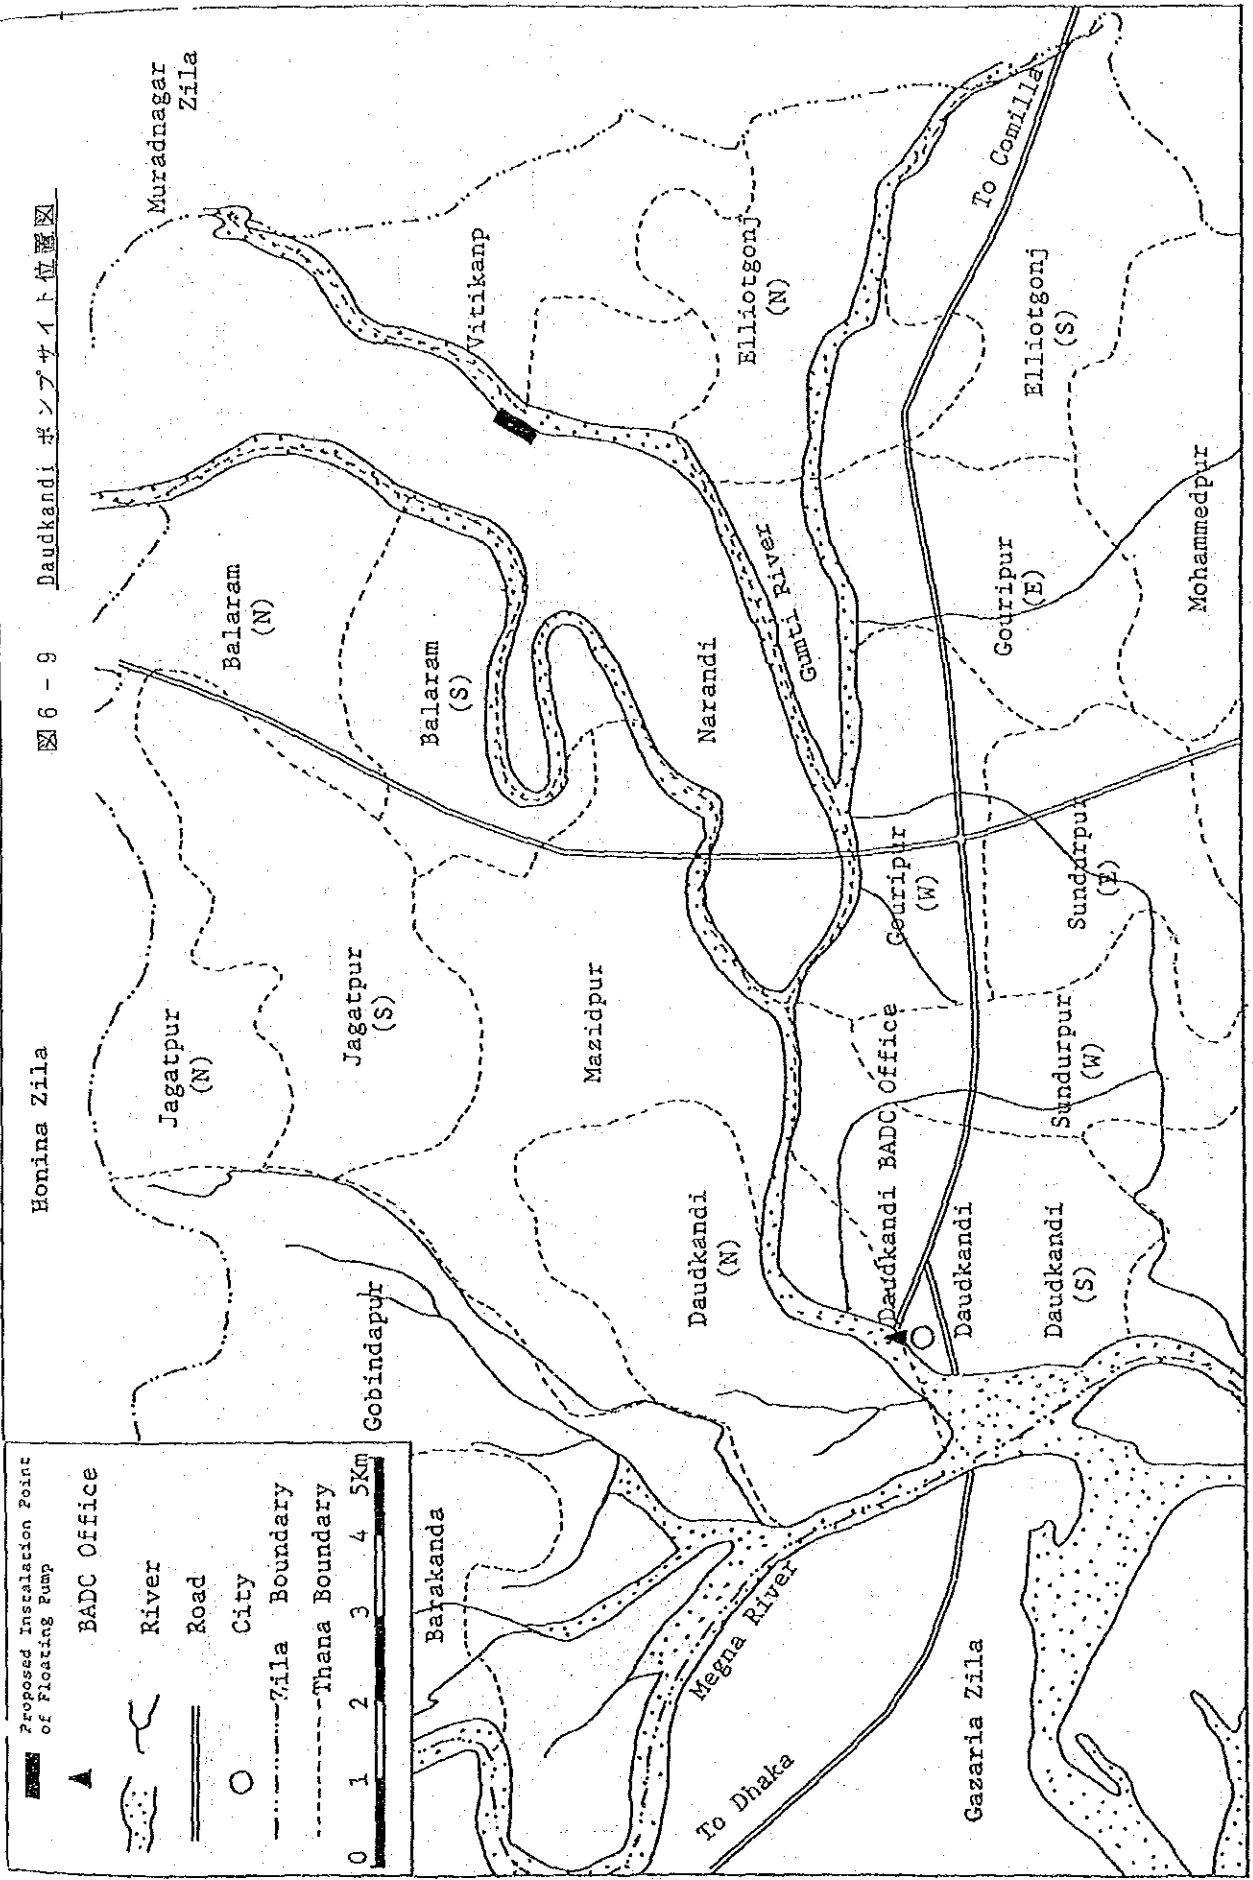 図 6 - 9 Daudkandi ポンプサイト位置図
Proposed Instalation Point
of Floating Pump
BADC Office
River
Road
City
Zila Boundary
Thana Boundary
0 1 2 3 4 5Km
Honina Zila
Muradnagar
Zila
Jagatpur
(N)
Balaram
(N)
Jagatpur
(S)
Balaram
(S)
Vitikanp
Gobindapur
Barakanda
Mazidpur
Narandi
Elliotgonj
(N)
Daudkandi
(N)
Gumti River
Megna River
To Dhaka
Gazaria Zila
Daudkandi BADC Office
Daudkandi
Daudkandi
(S)
Gouripur
(W)
Sundurpur
(W)
Sundurpur
(E)
Gouripur
(E)
To Comilla
Elliotgonj
(S)
Mohammedpur